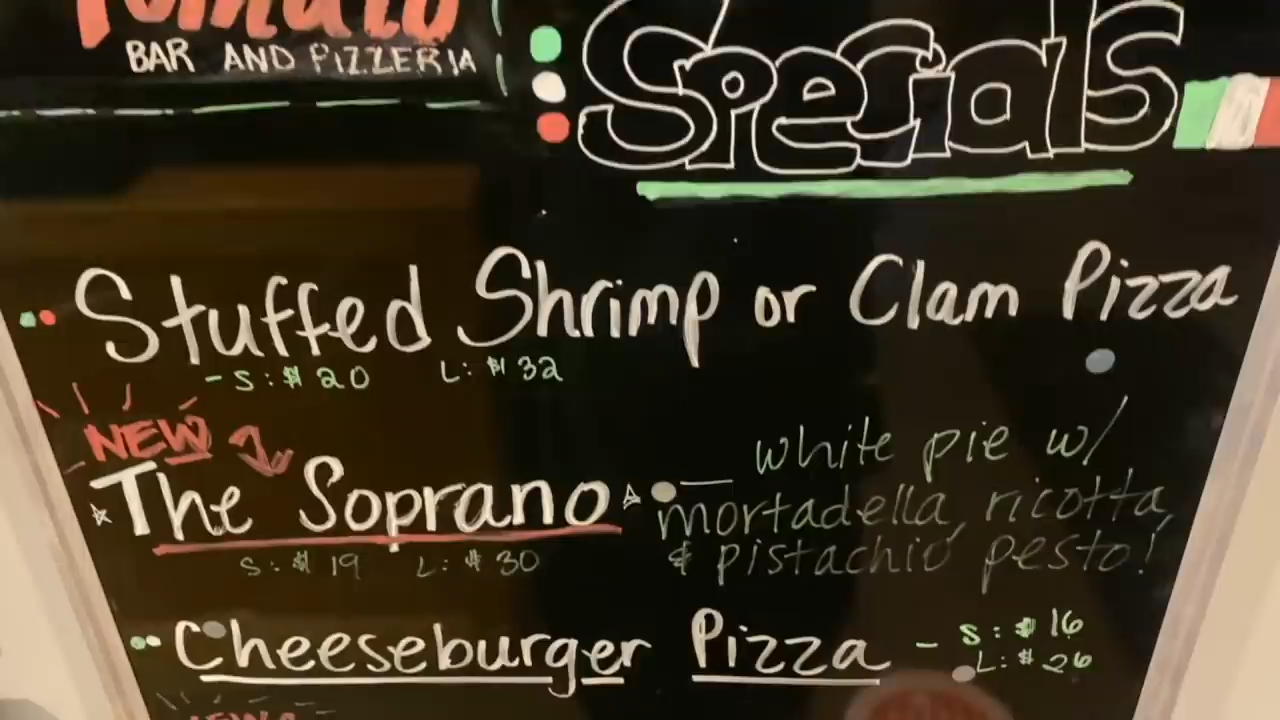 Tomato
BAR AND PIZZERIA
Specials
Stuffed Shrimp or Clam Pizza
- S: $20 L: $32
NEW
The Soprano
S: $19 L: $30
— white pie w/
mortadella, ricotta,
& pistachio pesto!
Cheeseburger Pizza
- S: $16
L: $26